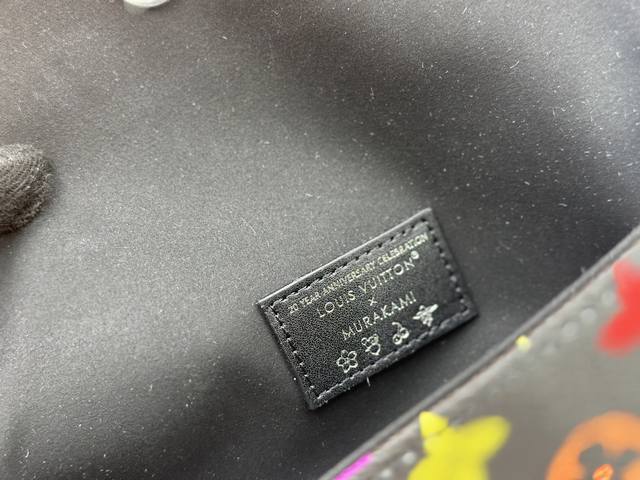 20 YEAR ANNIVERSARY CELEBRATION
LOUIS VUITTON®
×
MURAKAMI